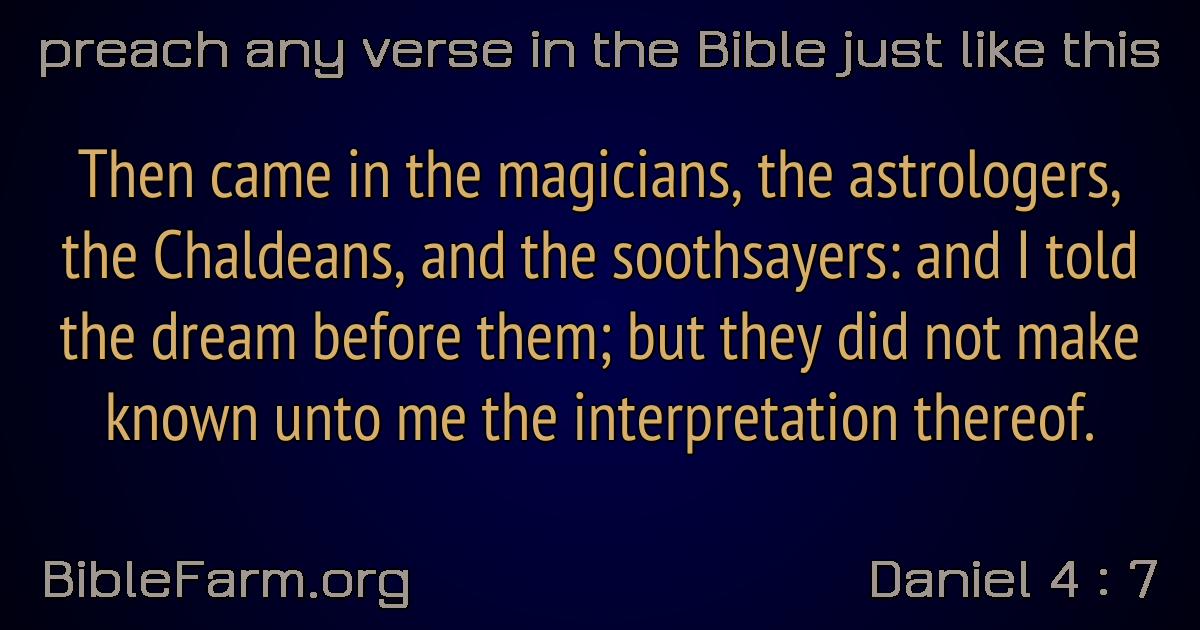 preach any verse in the Bible just like this
Then came in the magicians, the astrologers,
the Chaldeans, and the soothsayers: and I told
the dream before them; but they did not make
known unto me the interpretation thereof.
BibleFarm.org
Daniel 4 : 7